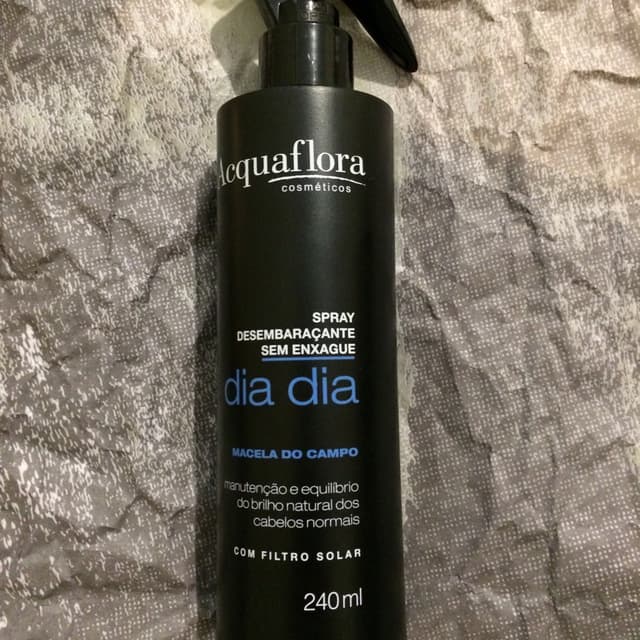 Acquaflora
cosméticos
SPRAY
DESEMBARAÇANTE
SEM ENXAGUE
dia dia
MACELA DO CAMPO
manutenção e equilíbrio
do brilho natural dos
cabelos normais
COM FILTRO SOLAR
240ml